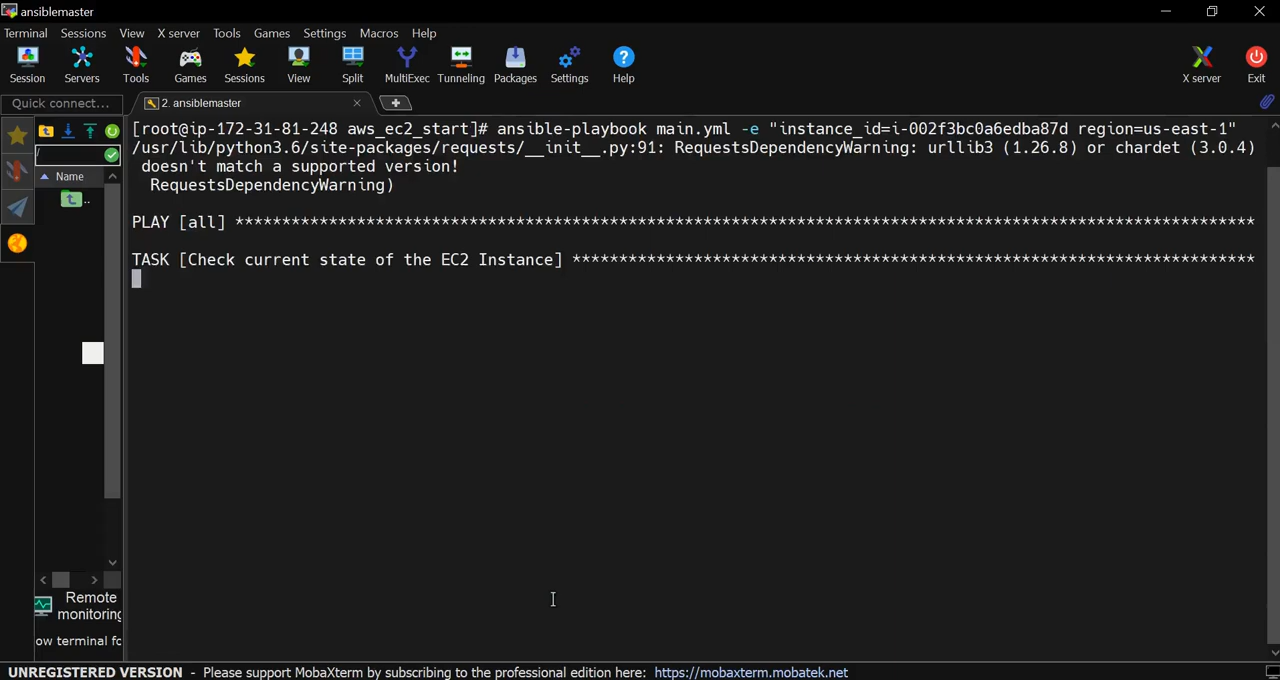 ansiblemaster
Terminal Sessions View X server Tools Games Settings Macros Help
Session Servers Tools Games Sessions View Split MultiExec Tunneling Packages Settings Help X server Exit
Quick connect... 2. ansiblemaster
/
Name
..
[root@ip-172-31-81-248 aws_ec2_start]# ansible-playbook main.yml -e "instance_id=i-002f3bc0a6edba87d region=us-east-1"
/usr/lib/python3.6/site-packages/requests/__init__.py:91: RequestsDependencyWarning: urllib3 (1.26.8) or chardet (3.0.4)
doesn't match a supported version!
RequestsDependencyWarning)
PLAY [all] *************************************************************************************************************
TASK [Check current state of the EC2 Instance] *************************************************************************
Remote
monitoring
ow terminal fo
UNREGISTERED VERSION - Please support MobaXterm by subscribing to the professional edition here: https://mobaxterm.mobatek.net